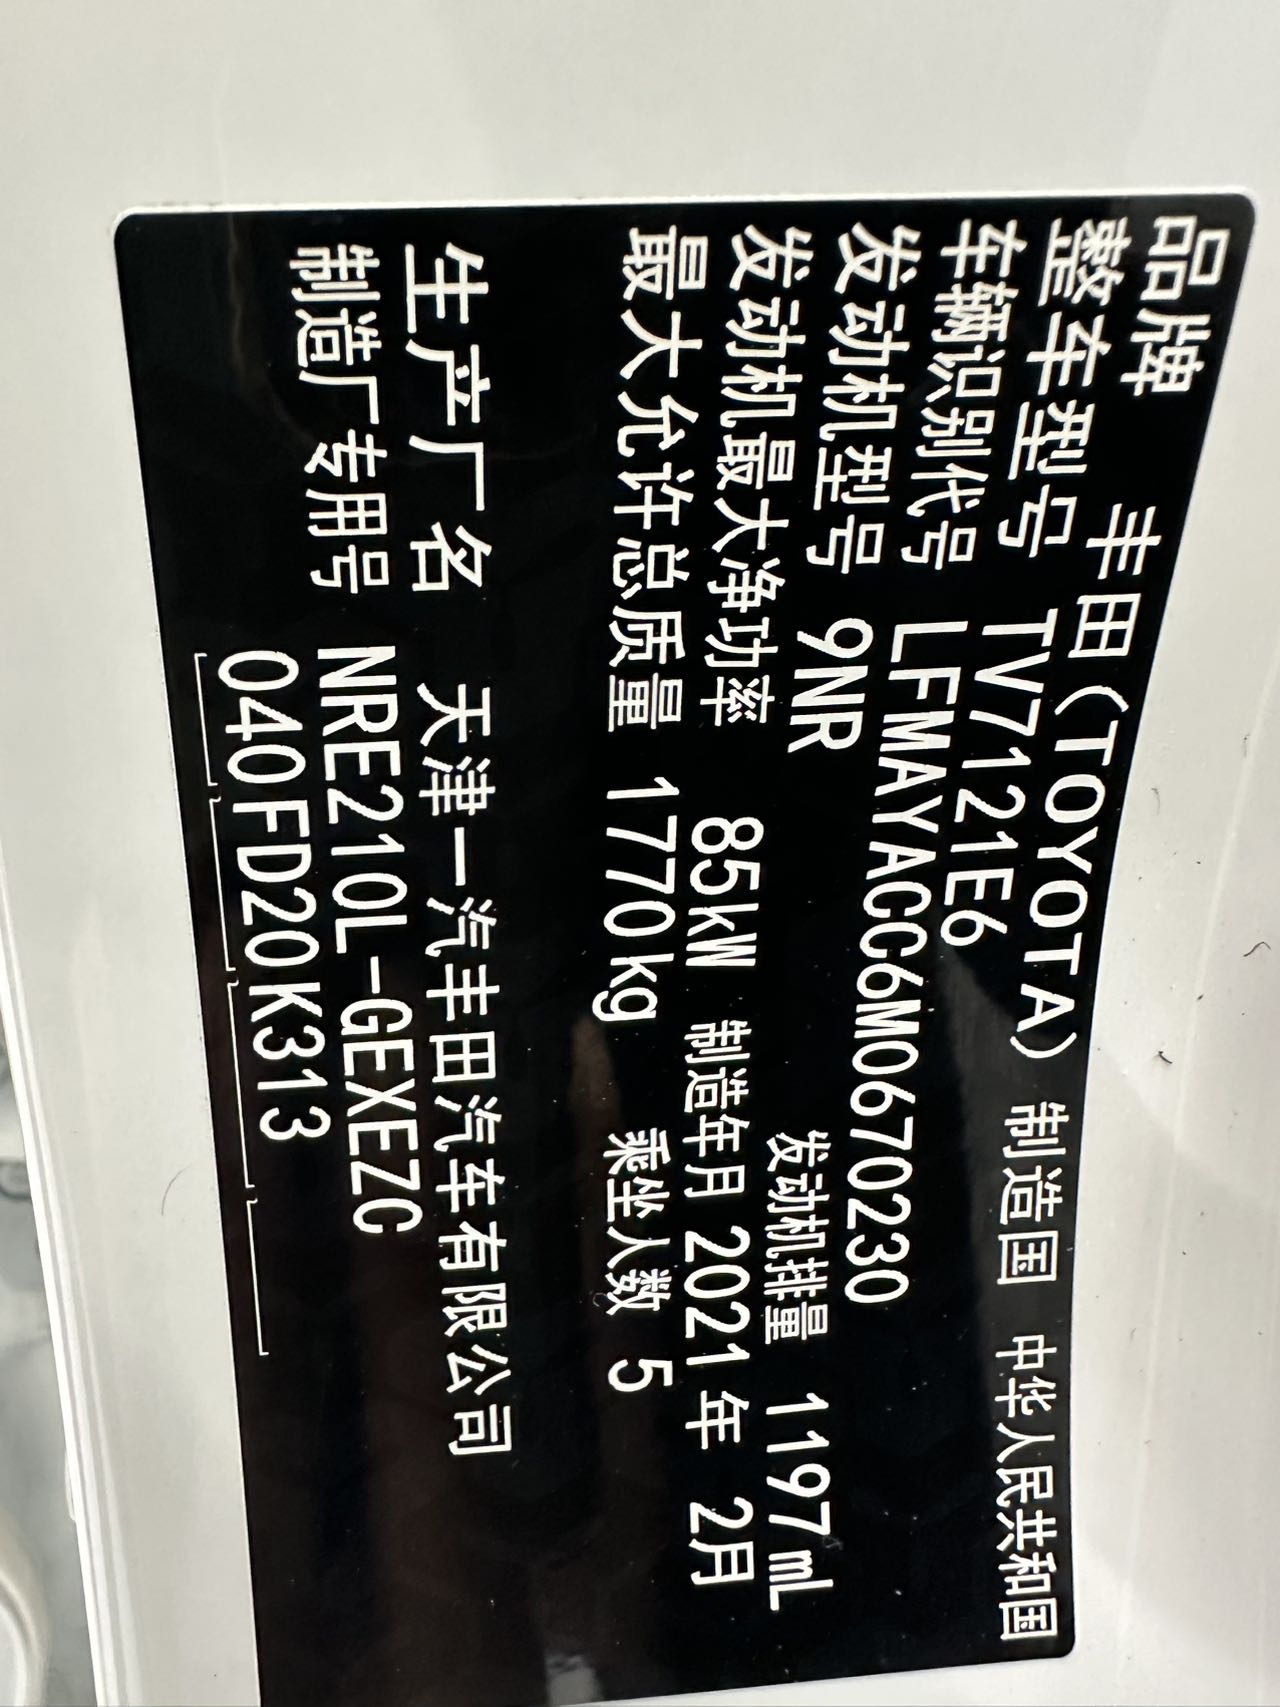 品牌 丰田(TOYOTA) 制造国 中华人民共和国
整车型号 TV7121E6
车辆识别代号 LFMAYACC6M0670230
发动机型号 9NR 发动机排量 1197mL
发动机最大净功率 85kW 制造年月 2021年 2月
最大允许总质量 1770kg 乘坐人数 5
生产厂名 天津一汽丰田汽车有限公司
制造厂专用号 NRE210L-GEXEZC
040FD20K313